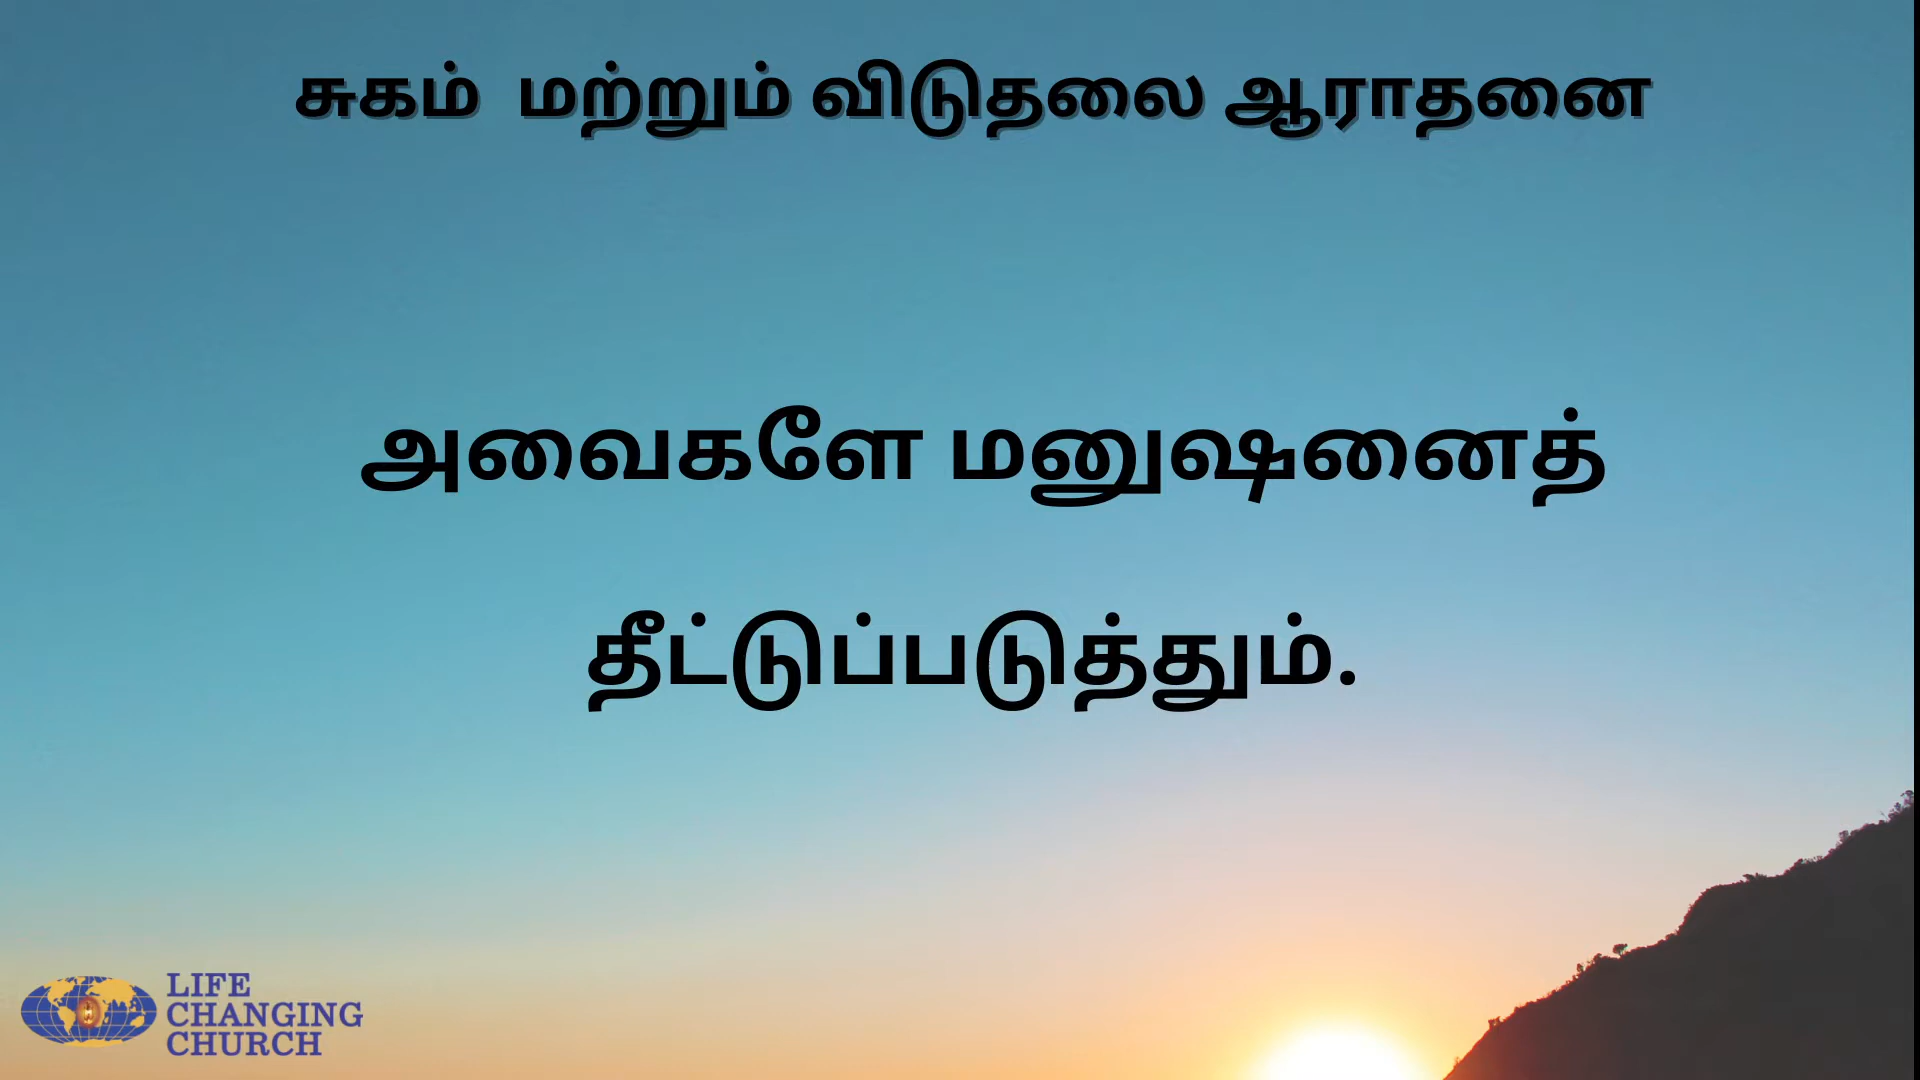 சுகம் மற்றும் விடுதலை ஆராதனை
அவைகளே மனுஷனைத்
தீட்டுப்படுத்தும்.
LIFE
CHANGING
CHURCH